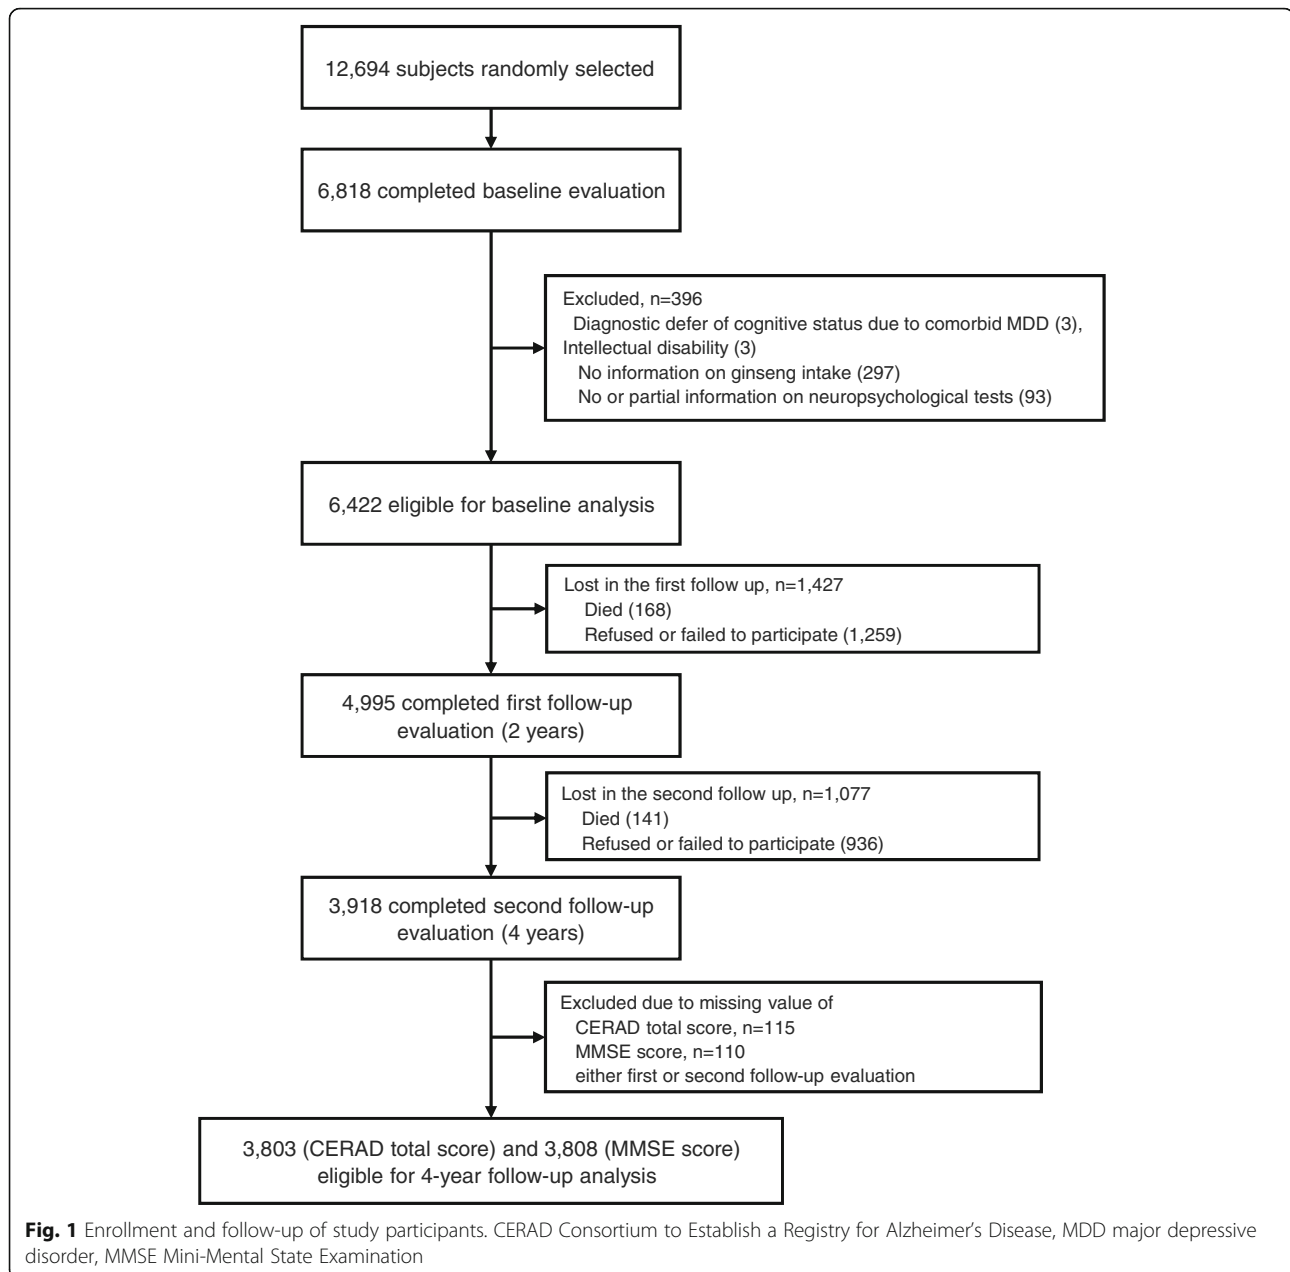 12,694 subjects randomly selected
6,818 completed baseline evaluation
Excluded, n=396
Diagnostic defer of cognitive status due to comorbid MDD (3),
Intellectual disability (3)
No information on ginseng intake (297)
No or partial information on neuropsychological tests (93)
6,422 eligible for baseline analysis
Lost in the first follow up, n=1,427
Died (168)
Refused or failed to participate (1,259)
4,995 completed first follow-up
evaluation (2 years)
Lost in the second follow up, n=1,077
Died (141)
Refused or failed to participate (936)
3,918 completed second follow-up
evaluation (4 years)
Excluded due to missing value of
CERAD total score, n=115
MMSE score, n=110
either first or second follow-up evaluation
3,803 (CERAD total score) and 3,808 (MMSE score)
eligible for 4-year follow-up analysis
Fig. 1 Enrollment and follow-up of study participants. CERAD Consortium to Establish a Registry for Alzheimer's Disease, MDD major depressive
disorder, MMSE Mini-Mental State Examination